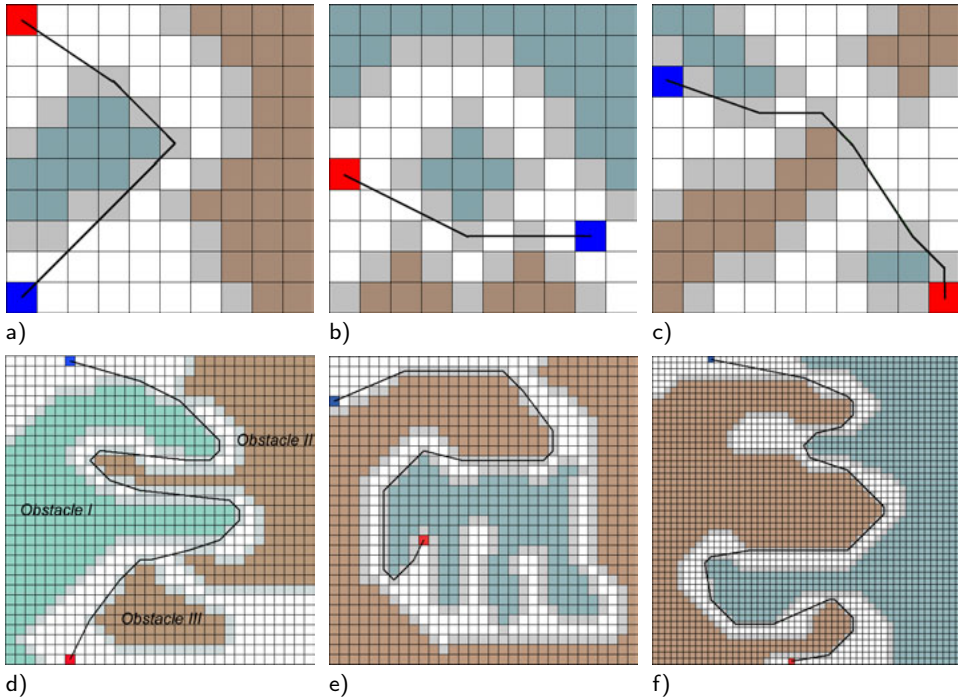 a)
b)
c)
Obstacle II
Obstacle I
Obstacle III
d)
e)
f)